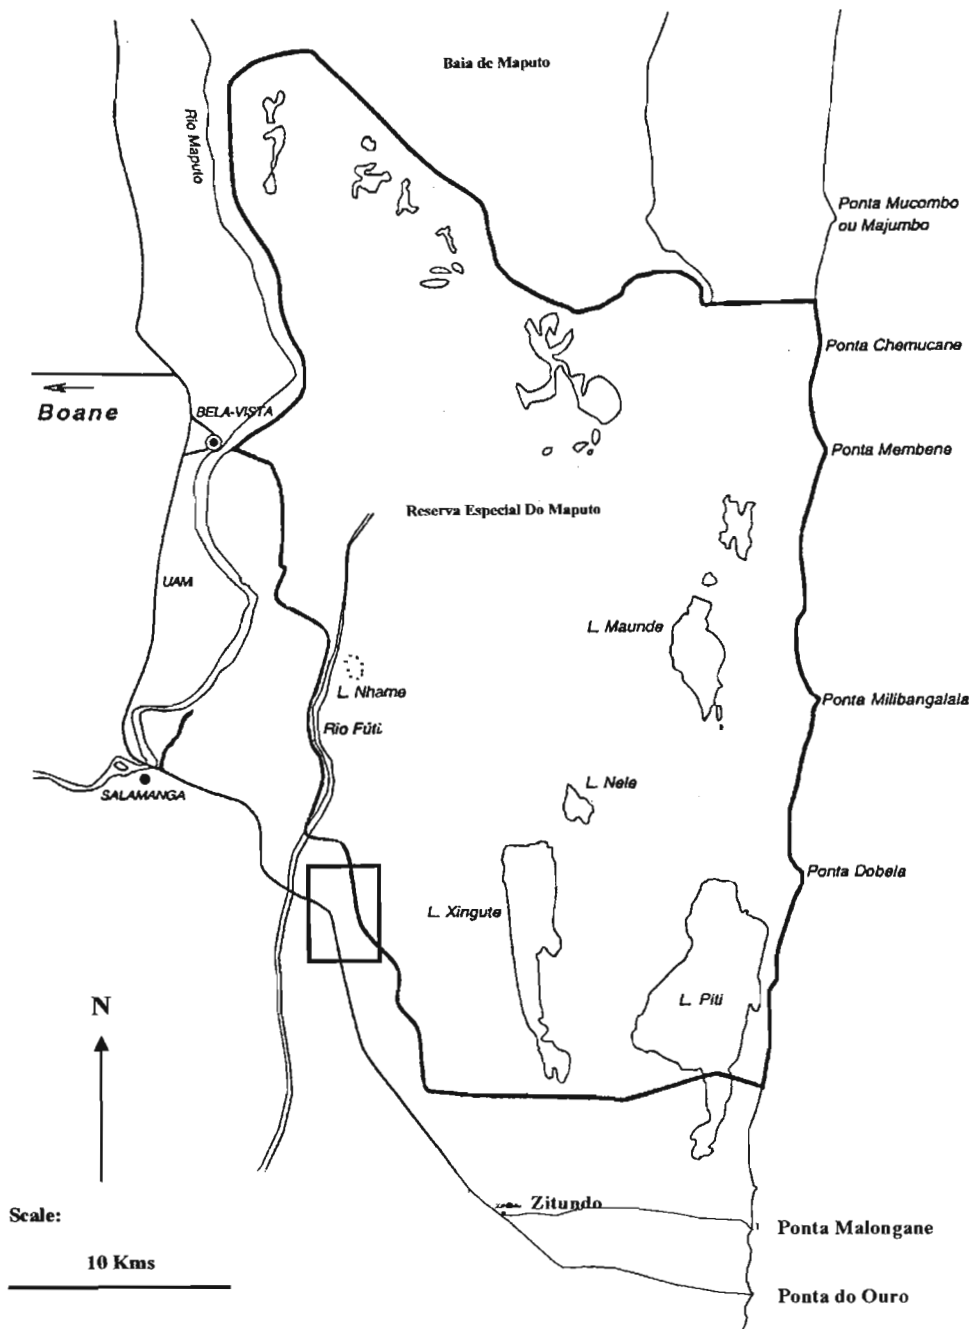 Baia de Maputo
Rio Maputo
Ponta Mucombo
ou Majumbo
Ponta Chemucane
Boane
BELA-VISTA
Ponta Membene
Reserva Especial Do Maputo
UAM
L. Maunde
L. Nhame
Ponta Milibangalala
Rio Fúti
L. Nele
SALAMANGA
Ponta Dobela
L. Xingute
L. Piti
N
Zitundo
Scale:
Ponta Malongane
10 Kms
Ponta do Ouro